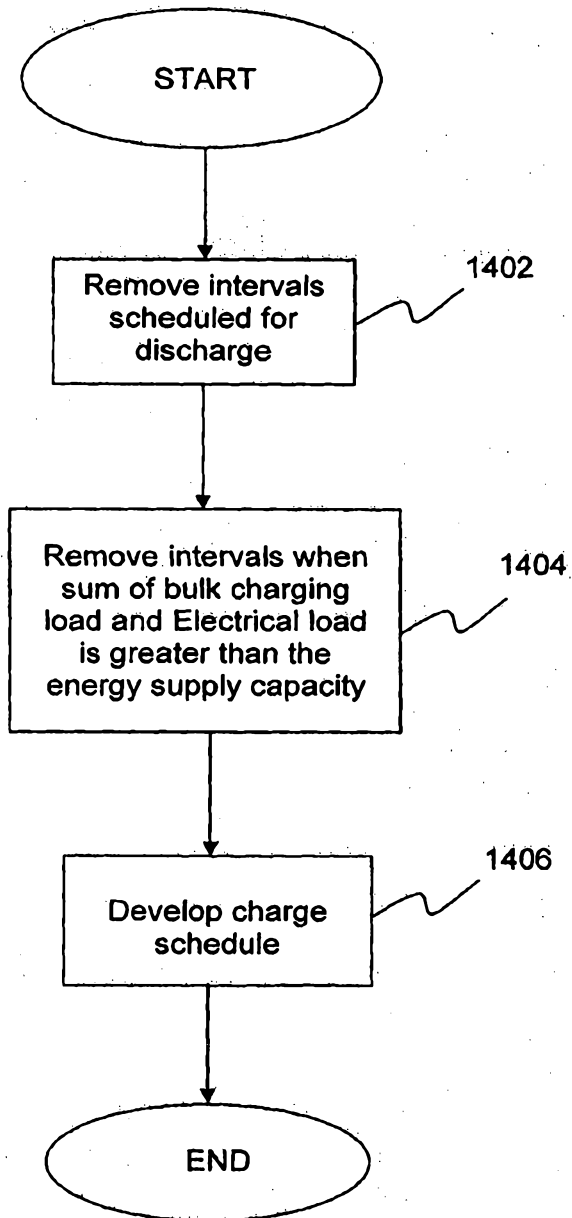 START
1402
Remove intervals
scheduled for
discharge
1404
Remove intervals when
sum of bulk charging
load and Electrical load
is greater than the
energy supply capacity
1406
Develop charge
schedule
END